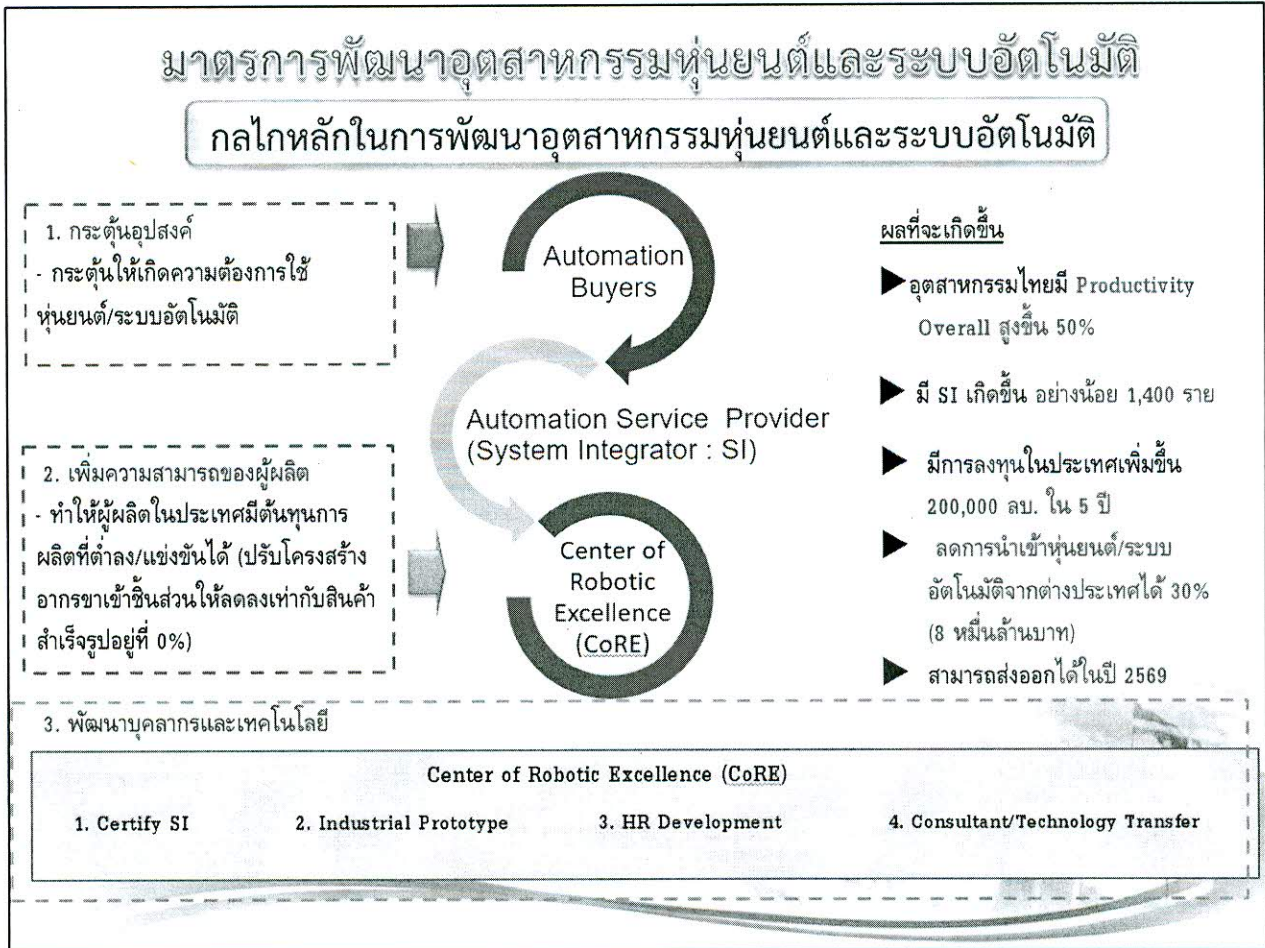 มาตรการพัฒนาอุตสาหกรรมหุ่นยนต์และระบบอัตโนมัติ
กลไกหลักในการพัฒนาอุตสาหกรรมหุ่นยนต์และระบบอัตโนมัติ
1. กระตุ้นอุปสงค์
- กระตุ้นให้เกิดความต้องการใช้
หุ่นยนต์/ระบบอัตโนมัติ
2. เพิ่มความสามารถของผู้ผลิต
- ทำให้ผู้ผลิตในประเทศมีต้นทุนการ
ผลิตที่ต่ำลง/แข่งขันได้ (ปรับโครงสร้าง
อากรขาเข้าชิ้นส่วนให้ลดลงเท่ากับสินค้า
สำเร็จรูปอยู่ที่ 0%)
Automation
Buyers
Automation Service Provider
(System Integrator : SI)
Center of
Robotic
Excellence
(CoRE)
ผลที่จะเกิดขึ้น
▶อุตสาหกรรมไทยมี Productivity
Overall สูงขึ้น 50%
▶ มี SI เกิดขึ้น อย่างน้อย 1,400 ราย
▶ มีการลงทุนในประเทศเพิ่มขึ้น
200,000 ลบ. ใน 5 ปี
▶ ลดการนำเข้าหุ่นยนต์/ระบบ
อัตโนมัติจากต่างประเทศได้ 30%
(8 หมื่นล้านบาท)
▶ สามารถส่งออกได้ในปี 2569
3. พัฒนาบุคลากรและเทคโนโลยี
Center of Robotic Excellence (CoRE)
1. Certify SI 2. Industrial Prototype 3. HR Development 4. Consultant/Technology Transfer